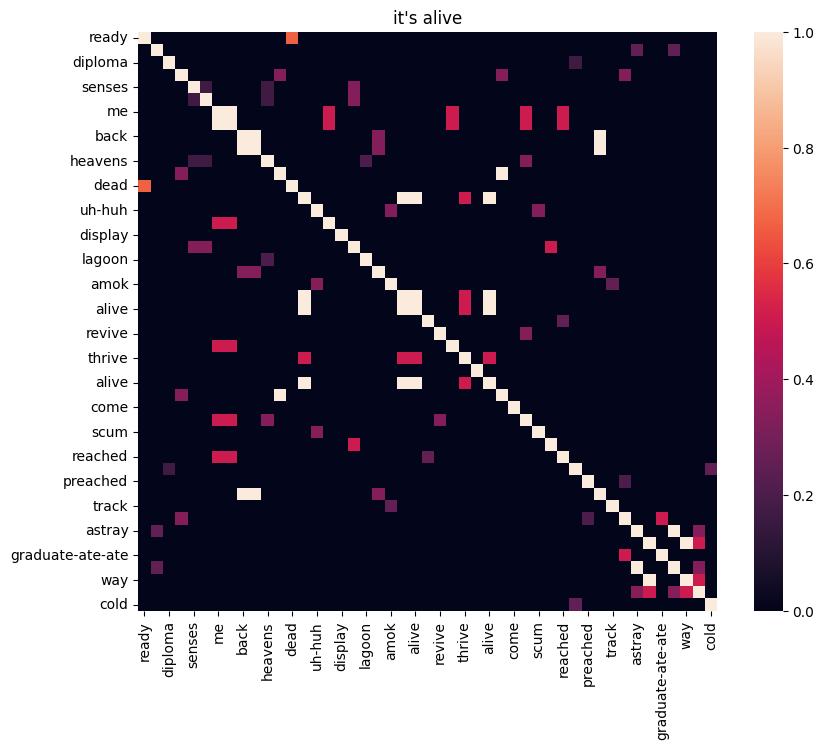 it's alive
ready
diploma
senses
me
back
heavens
dead
uh-huh
display
lagoon
amok
alive
revive
thrive
alive
come
scum
reached
preached
track
astray
graduate-ate-ate
way
cold
ready
diploma
senses
me
back
heavens
dead
uh-huh
display
lagoon
amok
alive
revive
thrive
alive
come
scum
reached
preached
track
astray
graduate-ate-ate
way
cold
1.0
0.8
0.6
0.4
0.2
0.0